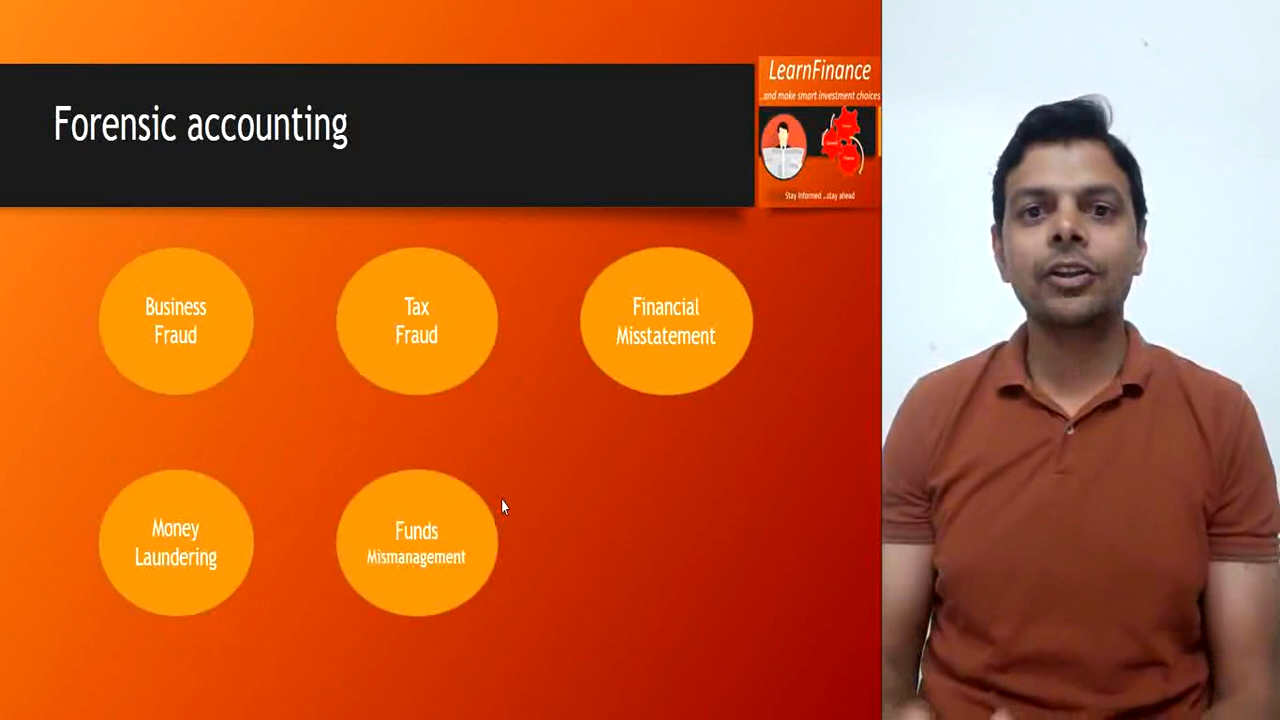 Forensic accounting
LearnFinance
..and make smart investment choices
Stay Informed ..stay ahead
Business
Fraud
Tax
Fraud
Financial
Misstatement
Money
Laundering
Funds
Mismanagement